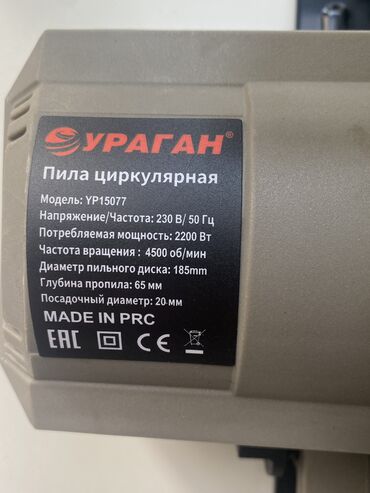 УРАГАН®
Пила циркулярная
Модель: YP15077
Напряжение/Частота: 230 В/ 50 Гц
Потребляемая мощность: 2200 Вт
Частота вращения : 4500 об/мин
Диаметр пильного диска: 185mm
Глубина пропила: 65 мм
Посадочный диаметр: 20 мм
MADE IN PRC
EAC CE